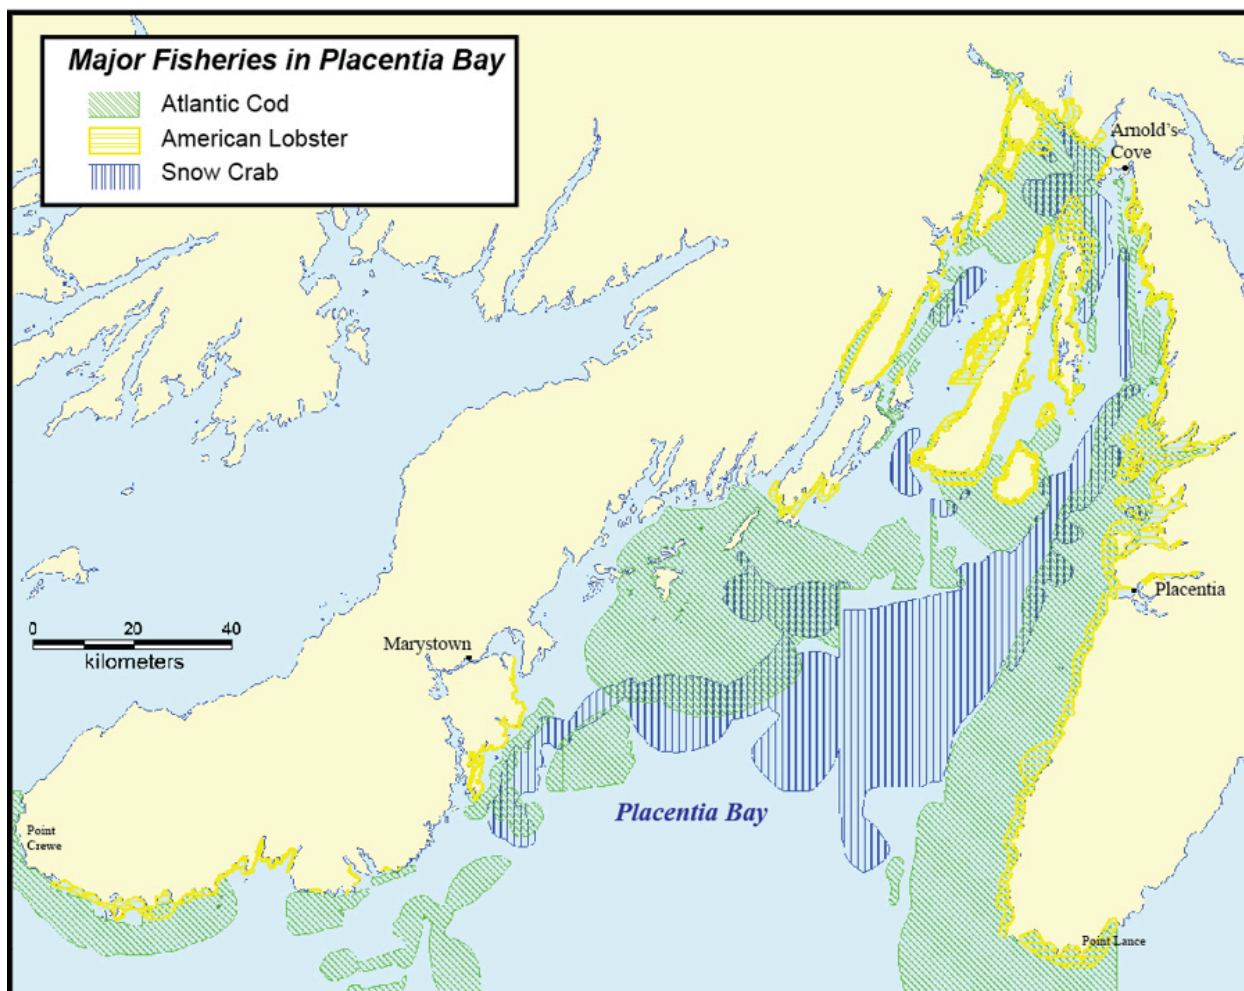 Major Fisheries in Placentia Bay
Atlantic Cod
American Lobster
Snow Crab
Arnold's
Cove
Placentia
Marystown
0 20 40
kilometers
Placentia Bay
Point
Crewe
Point Lance